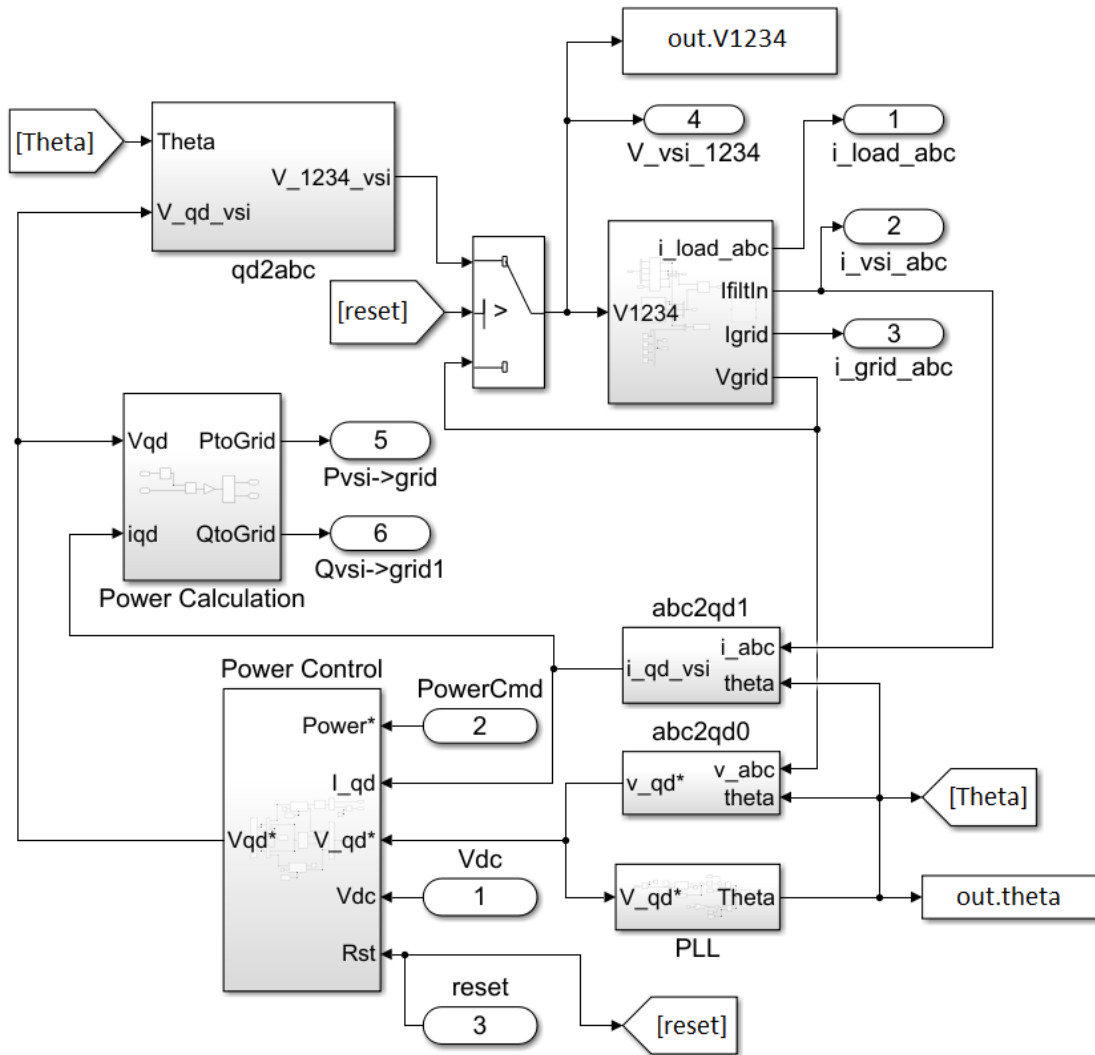 out.V1234
[Theta]
Theta
V_1234_vsi
V_qd_vsi
qd2abc
4
V_vsi_1234
1
i_load_abc
[reset]
>
V1234
i_load_abc
IfiltIn
Igrid
Vgrid
2
i_vsi_abc
3
i_grid_abc
Vqd
PtoGrid
iqd
QtoGrid
Power Calculation
5
Pvsi->grid
6
Qvsi->grid1
abc2qd1
i_abc
i_qd_vsi
theta
Power Control
PowerCmd
Power*
2
I_qd
abc2qd0
v_abc
v_qd*
theta
[Theta]
Vqd*
V_qd*
Vdc
Vdc
1
V_qd*
Theta
PLL
out.theta
Rst
reset
3
[reset]